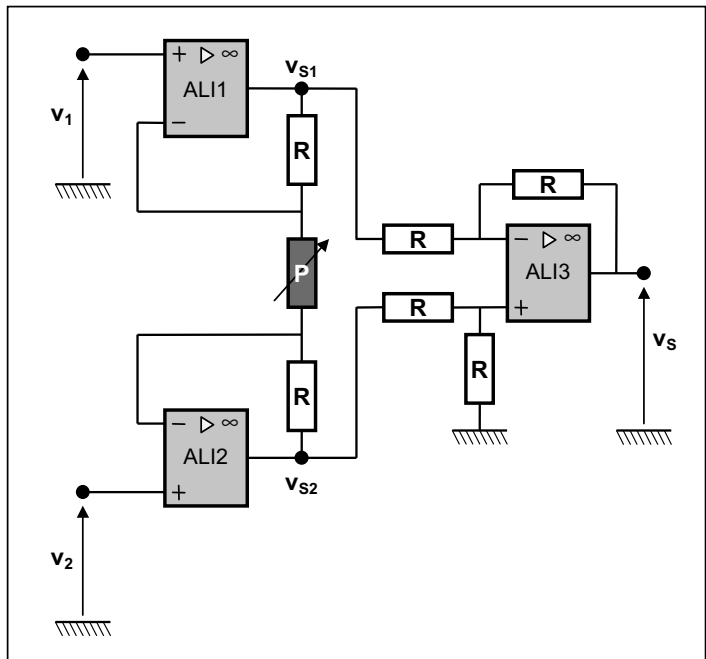 + ▷ ∞
ALI1
−
v1
vS1
R
R
R
− ▷ ∞
ALI3
+
P
R
R
vS
R
− ▷ ∞
ALI2
+
vS2
v2